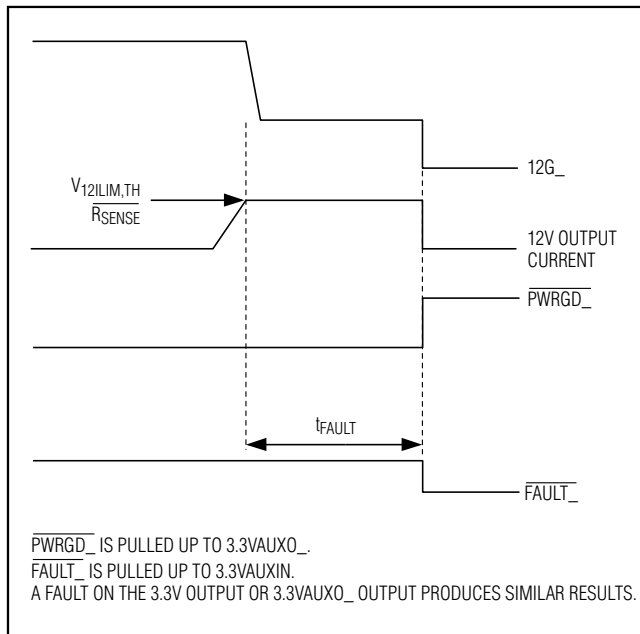 12G_
V12ILIM,TH
RSENSE
12V OUTPUT
CURRENT
PWRGD_
tFAULT
FAULT_
PWRGD_ IS PULLED UP TO 3.3VAUXO_.
FAULT_ IS PULLED UP TO 3.3VAUXIN.
A FAULT ON THE 3.3V OUTPUT OR 3.3VAUXO_ OUTPUT PRODUCES SIMILAR RESULTS.